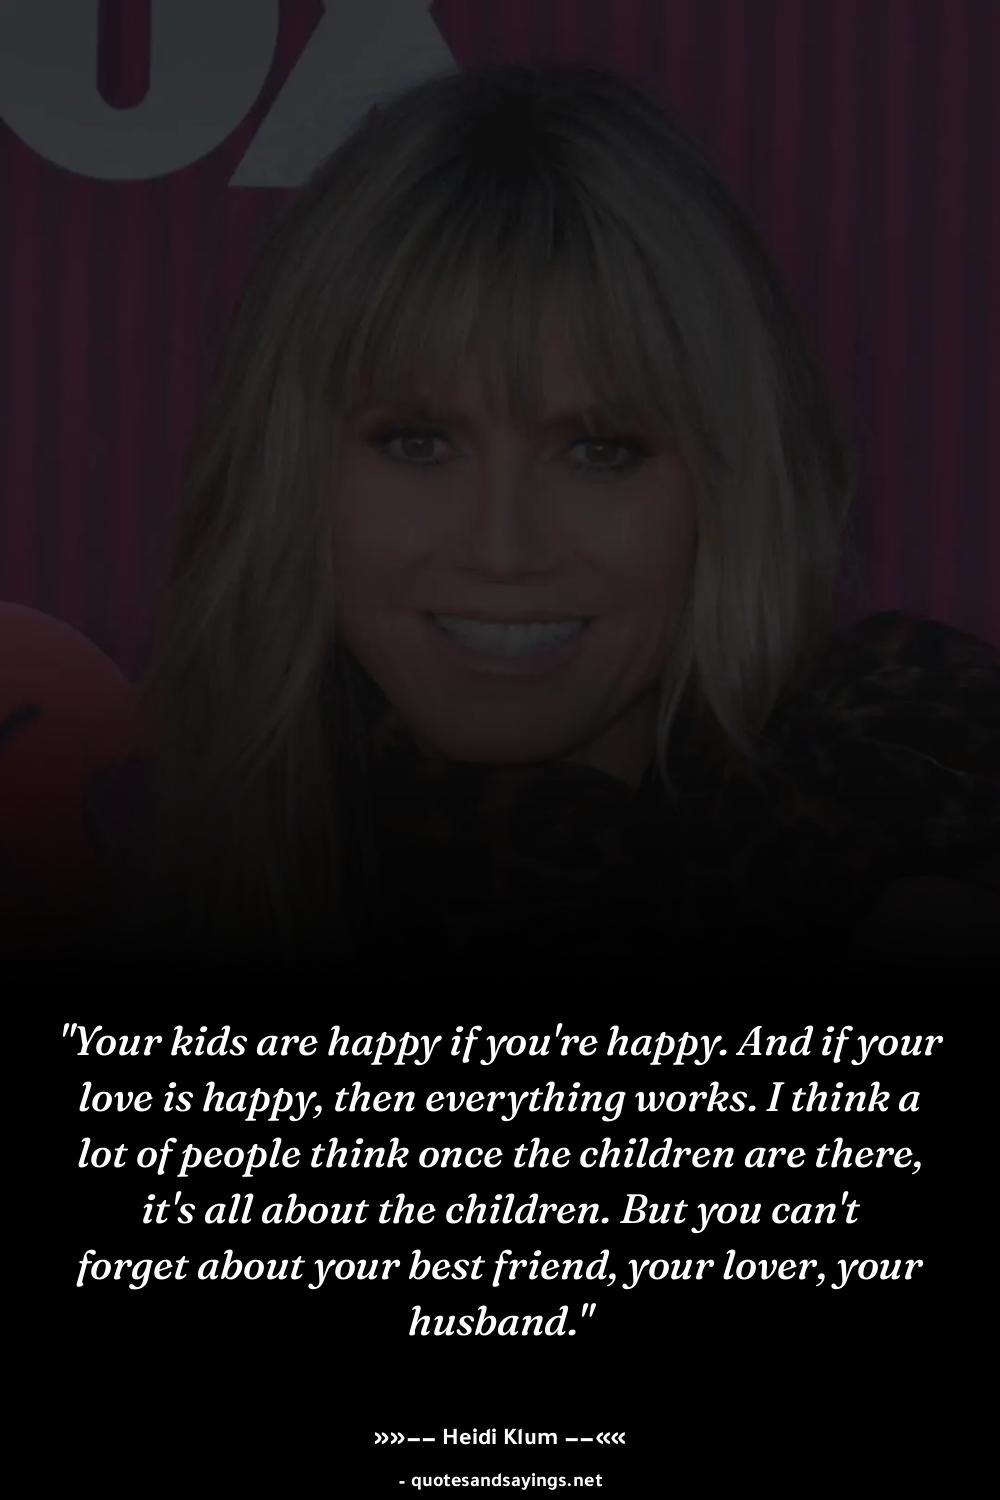 OX
"Your kids are happy if you're happy. And if your
love is happy, then everything works. I think a
lot of people think once the children are there,
it's all about the children. But you can't
forget about your best friend, your lover, your
husband."
»»−− Heidi Klum −−««
- quotesandsayings.net